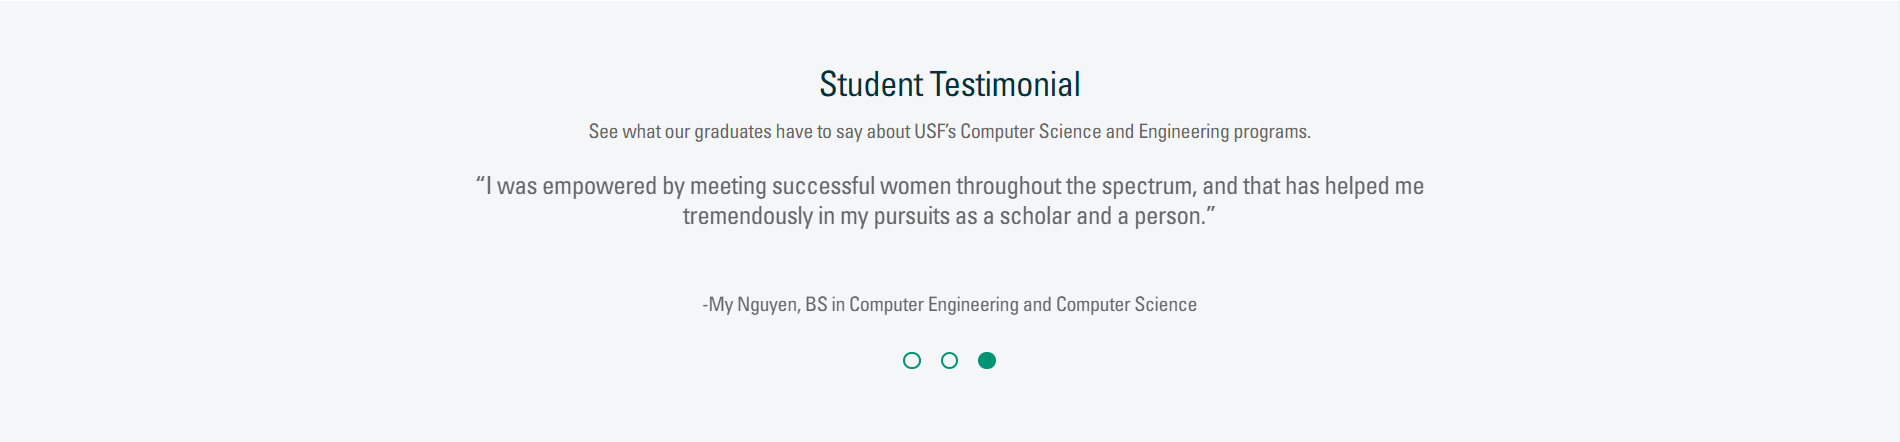 Student Testimonial
See what our graduates have to say about USF’s Computer Science and Engineering programs.
“I was empowered by meeting successful women throughout the spectrum, and that has helped me
tremendously in my pursuits as a scholar and a person.”
-My Nguyen, BS in Computer Engineering and Computer Science